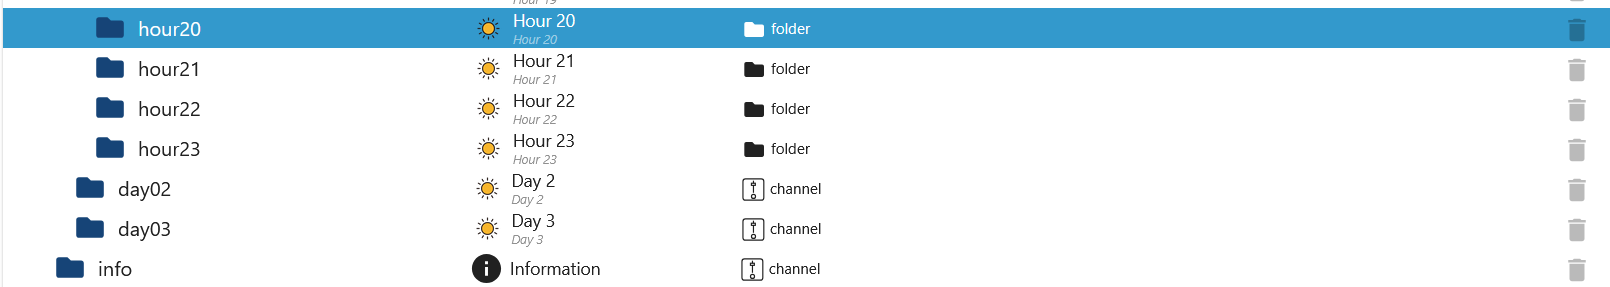 Hour 19
hour20 Hour 20 folder
Hour 20
hour21 Hour 21 folder
Hour 21
hour22 Hour 22 folder
Hour 22
hour23 Hour 23 folder
Hour 23
day02 Day 2 channel
Day 2
day03 Day 3 channel
Day 3
info Information channel